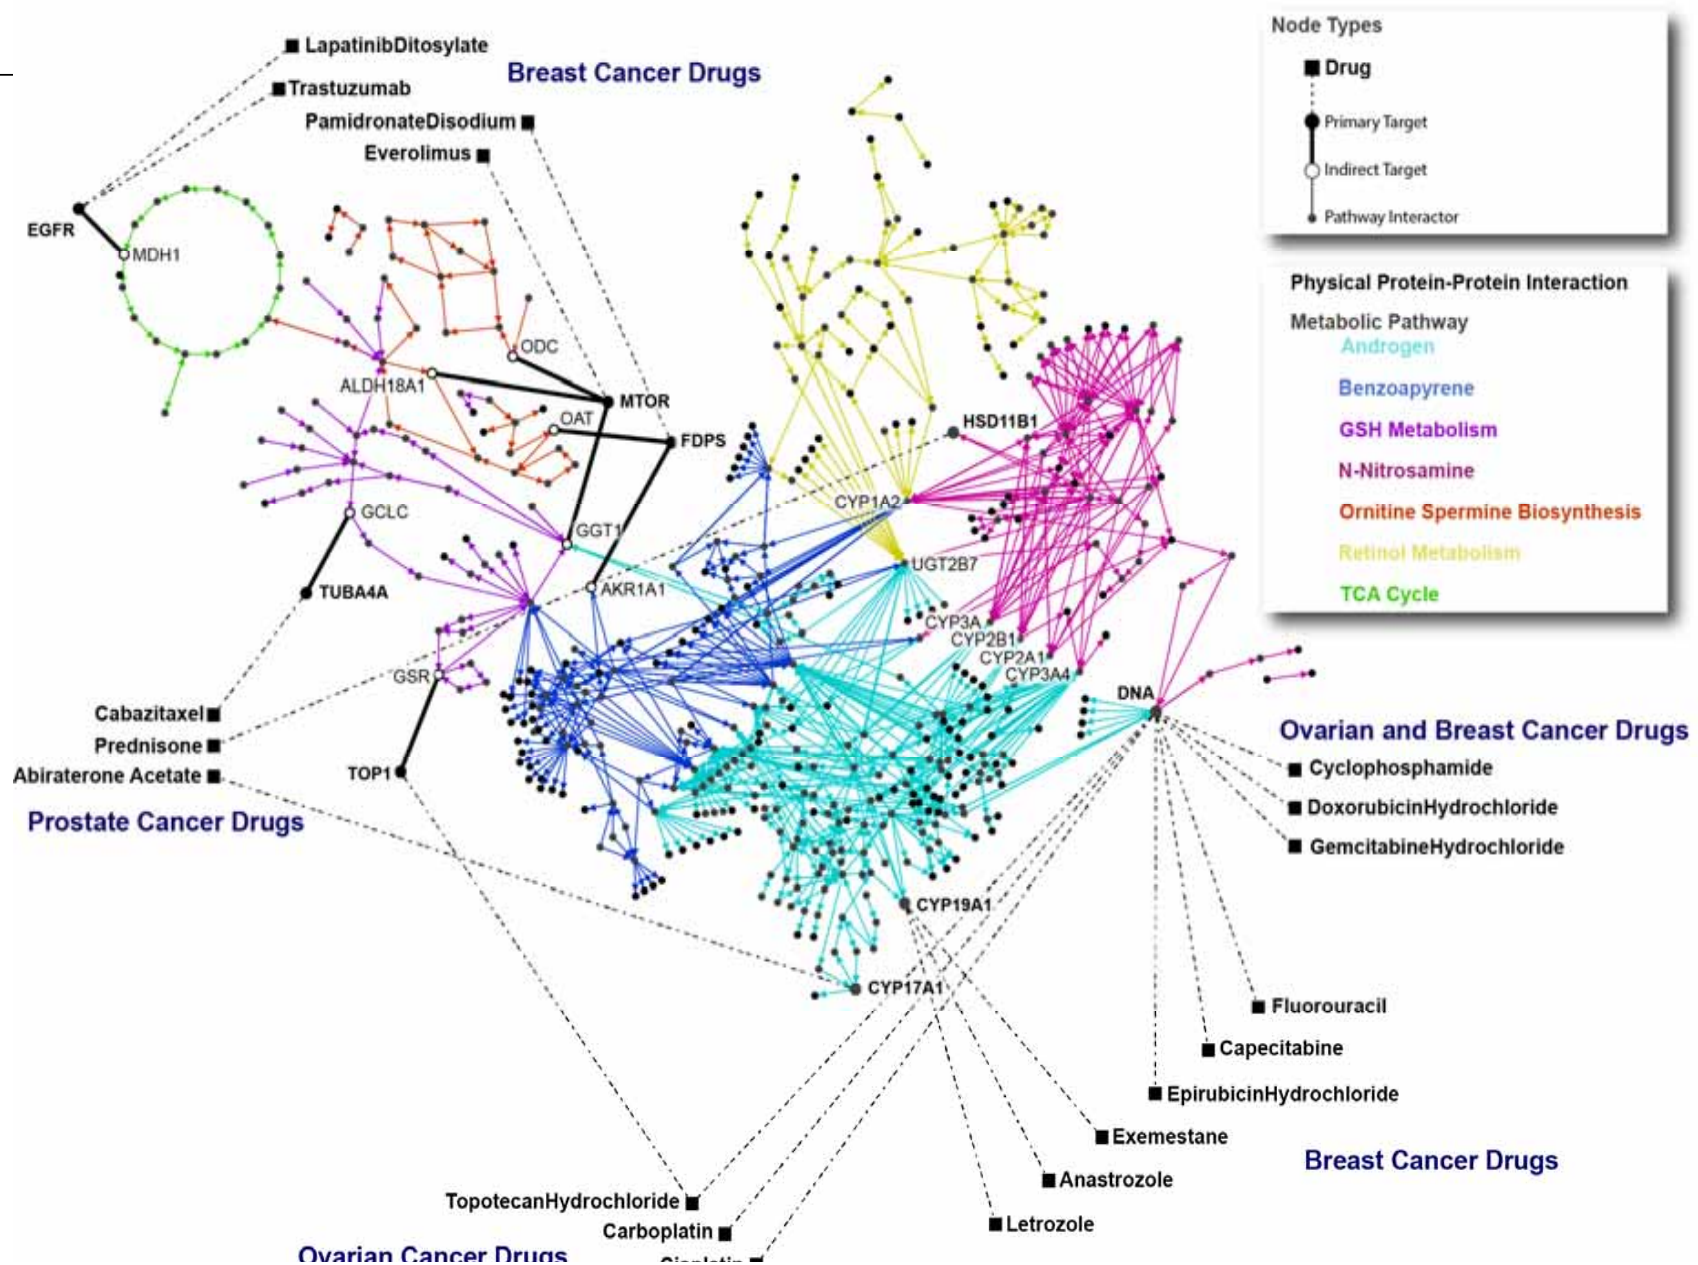 Node Types
Drug
Primary Target
Indirect Target
Pathway Interactor
Physical Protein-Protein Interaction
Metabolic Pathway
Androgen
Benzoapyrene
GSH Metabolism
N-Nitrosamine
Ornitine Spermine Biosynthesis
Retinol Metabolism
TCA Cycle
LapatinibDitosylate
Breast Cancer Drugs
Trastuzumab
PamidronateDisodium
Everolimus
EGFR
MDH1
ODC
ALDH18A1
MTOR
OAT
FDPS
HSD11B1
CYP1A2
GCLC
GGT1
UGT2B7
TUBA4A
AKR1A1
CYP3A
CYP2B1
CYP2A1
CYP3A4
GSR
DNA
Cabazitaxel
Prednisone
Abiraterone Acetate
TOP1
Prostate Cancer Drugs
Ovarian and Breast Cancer Drugs
Cyclophosphamide
DoxorubicinHydrochloride
GemcitabineHydrochloride
CYP19A1
CYP17A1
Fluorouracil
Capecitabine
EpirubicinHydrochloride
Exemestane
Breast Cancer Drugs
Anastrozole
TopotecanHydrochloride
Letrozole
Carboplatin
Ovarian Cancer Drugs
Cisplatin